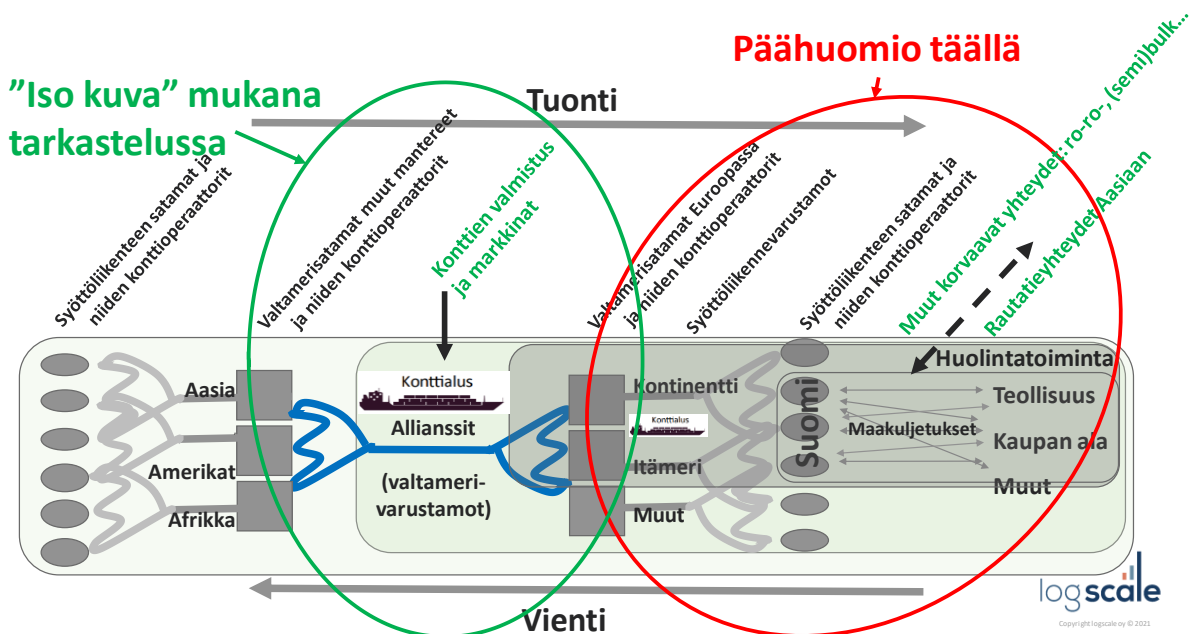 Päähuomio täällä
”Iso kuva” mukana
tarkastelussa
Tuonti
Syöttöliikenteen satamat ja
niiden konttioperaattorit
Valtamerisatamat muut mantereet
ja niiden konttioperaattorit
Konttien valmistus
ja markkinat
Valtamerisatamat Euroopassa
ja niiden konttioperaattorit
Syöttöliikennevarustamot
Syöttöliikenteen satamat ja
niiden konttioperaattorit
Muut korvaavat yhteydet: ro-ro-, (semi)bulk...
Rautatieyhteydet Aasiaan
Aasia
Amerikat
Afrikka
Konttialus
Allianssit
(valtameri-
varustamot)
Kontinentti
Konttialus
Itämeri
Muut
Suomi
Huolintatoiminta
Maakuljetukset
Teollisuus
Kaupan ala
Muut
Vienti
logscale
Copyright logscale oy © 2021